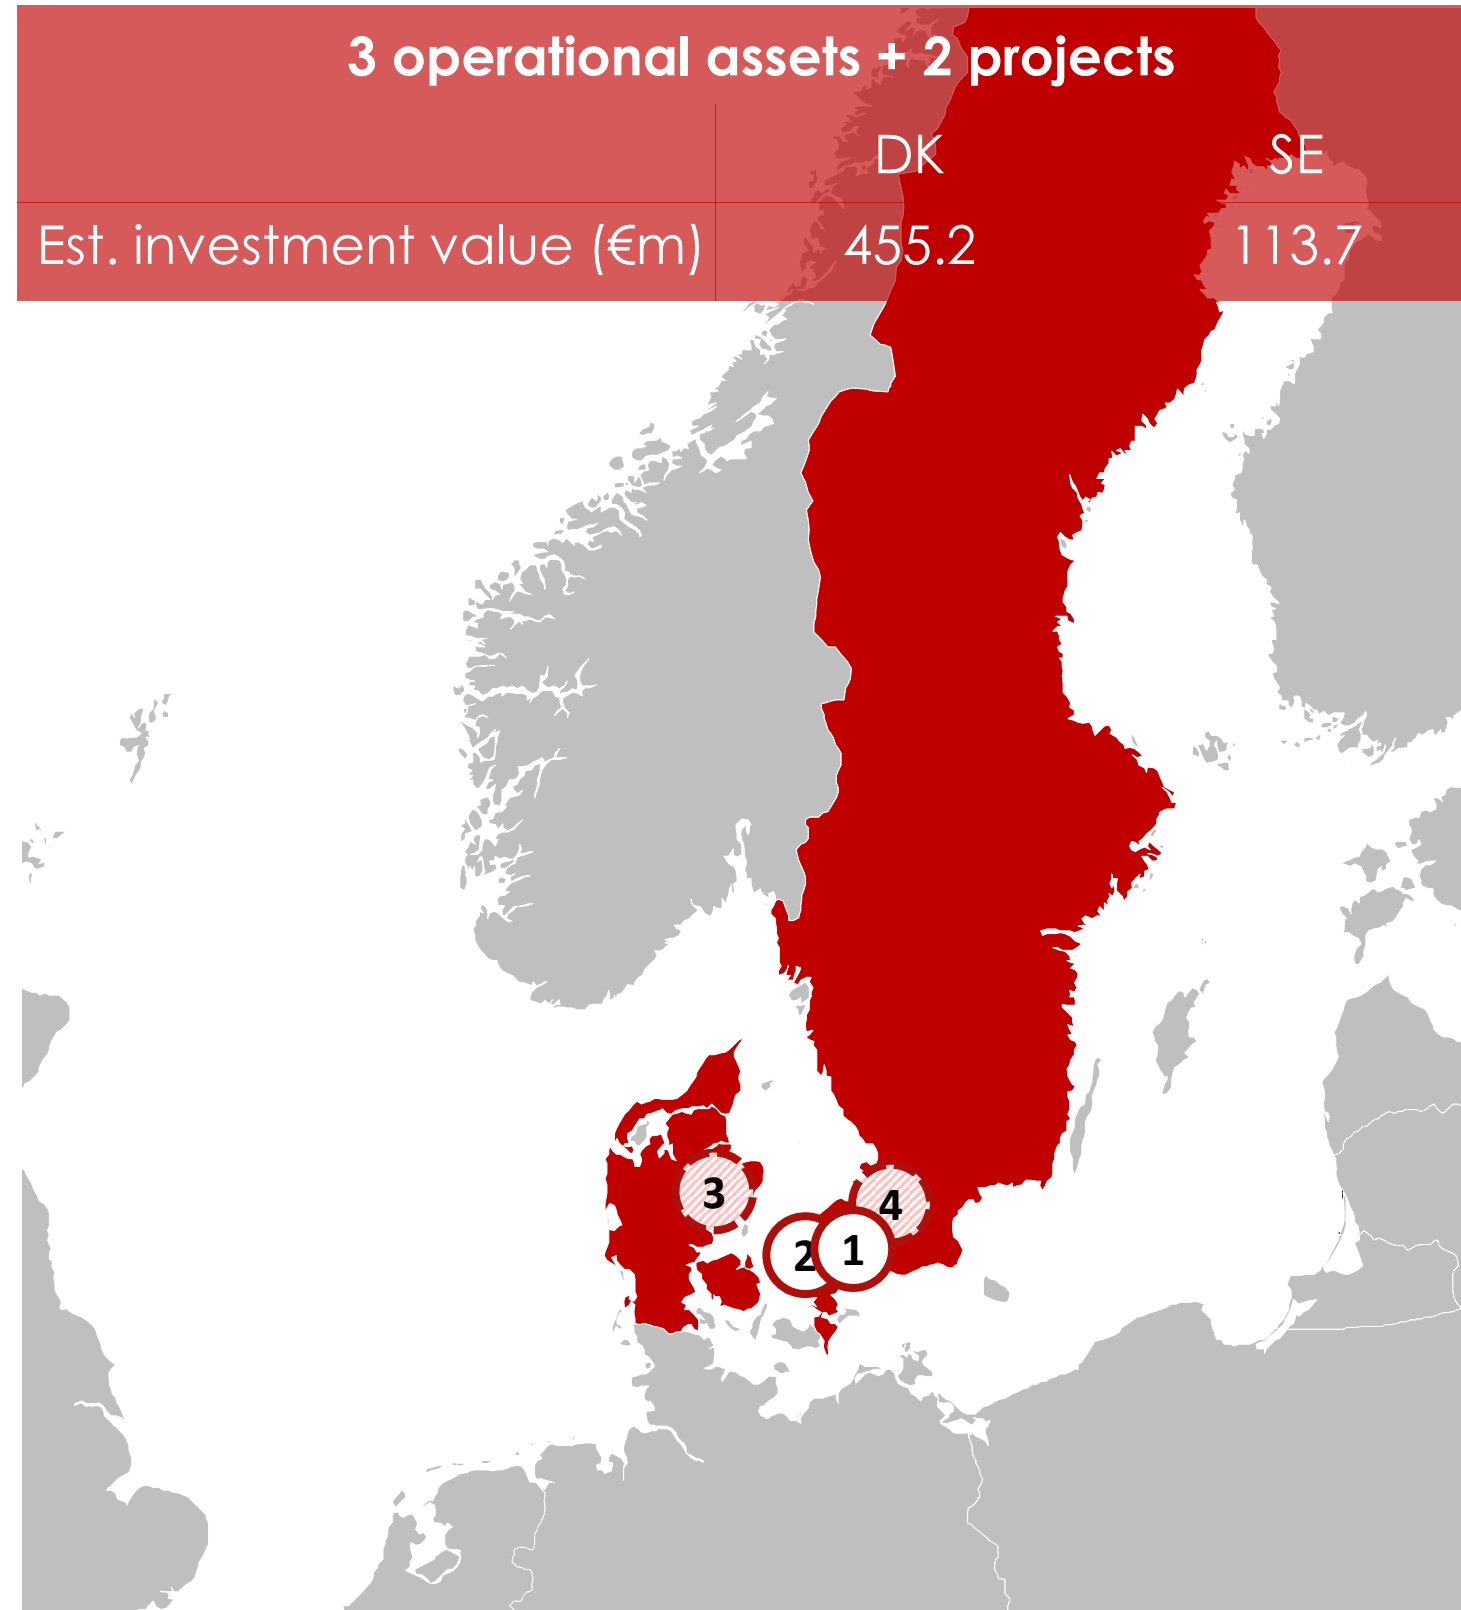 3 operational assets + 2 projects
DK SE
Est. investment value (€m) 455.2 113.7
3
4
2 1